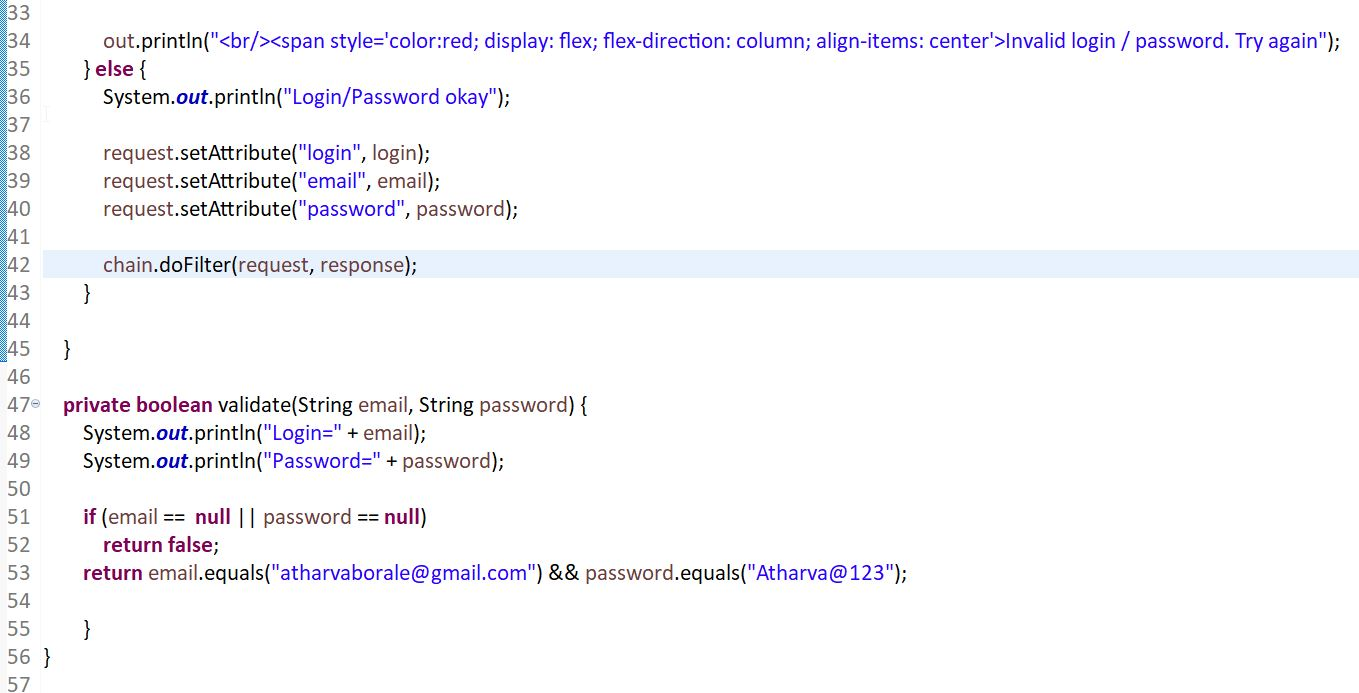 33
34 out.println("<br/><span style='color:red; display: flex; flex-direction: column; align-items: center'>Invalid login / password. Try again");
35 } else {
36 System.out.println("Login/Password okay");
37
38 request.setAttribute("login", login);
39 request.setAttribute("email", email);
40 request.setAttribute("password", password);
41
42 chain.doFilter(request, response);
43 }
44
45 }
46
47 private boolean validate(String email, String password) {
48 System.out.println("Login=" + email);
49 System.out.println("Password=" + password);
50
51 if (email == null || password == null)
52 return false;
53 return email.equals("atharvaborale@gmail.com") && password.equals("Atharva@123");
54
55 }
56 }
57